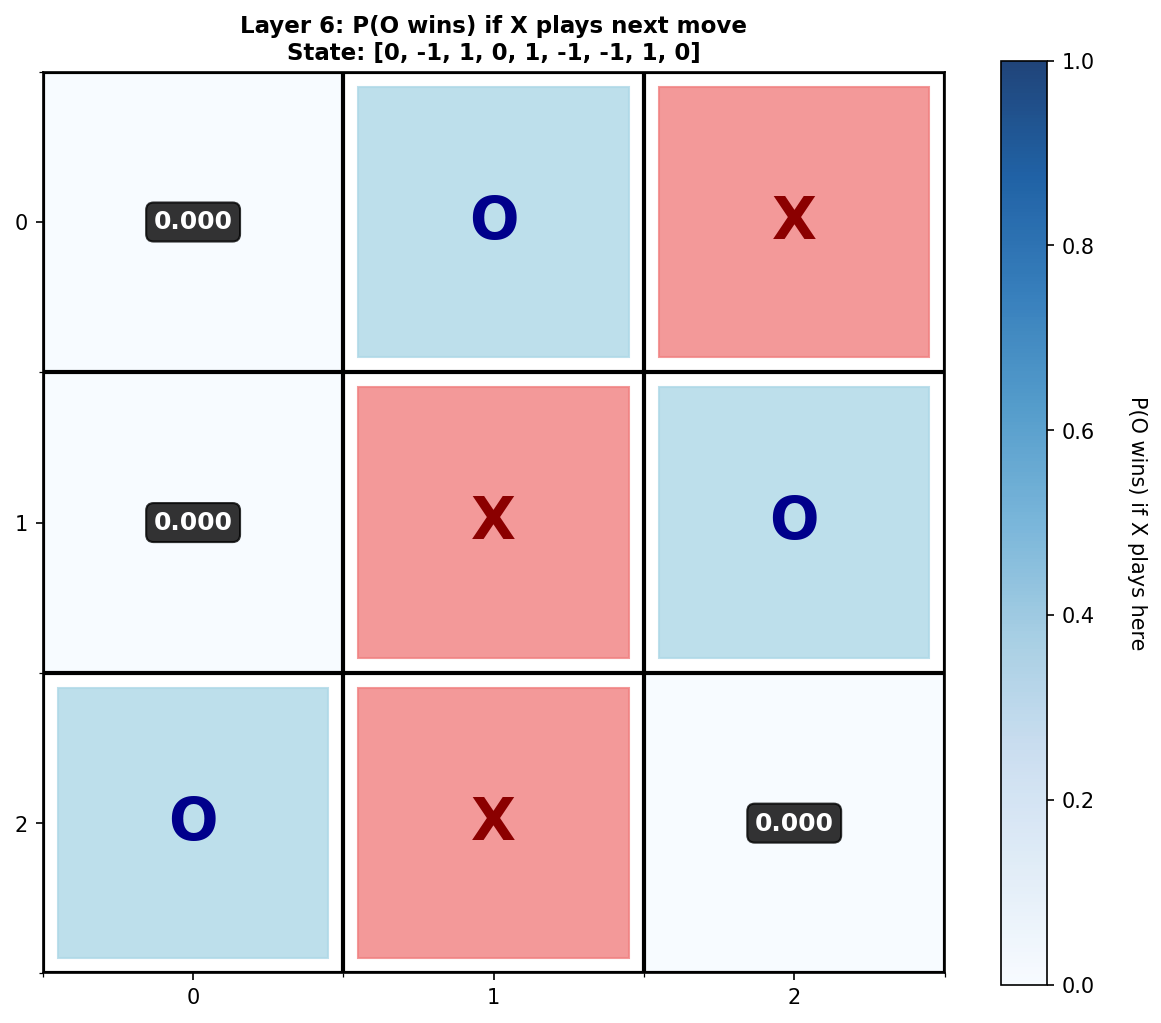 Layer 6: P(O wins) if X plays next move
State: [0, -1, 1, 0, 1, -1, -1, 1, 0]
0 0.000 O X
1 0.000 X O
2 O X 0.000
0 1 2
1.0
0.8
0.6
0.4
0.2
0.0
P(O wins) if X plays here